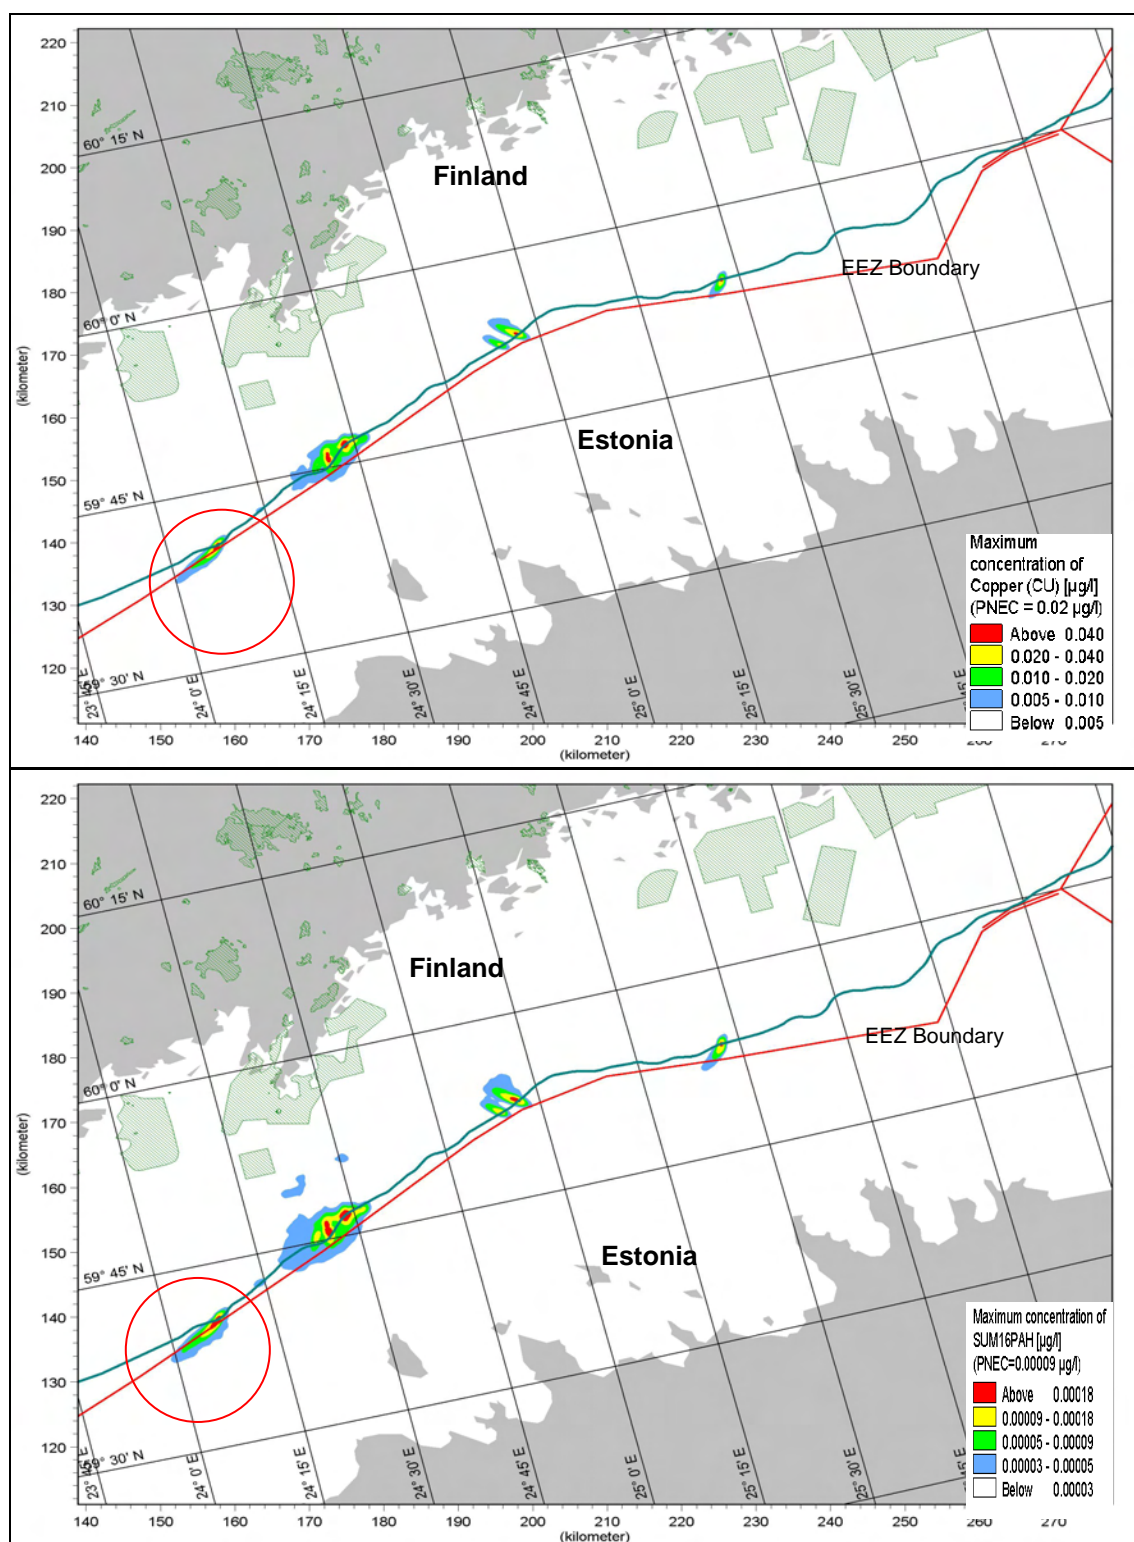 220
210
200
190
180
170
160
150
140
130
120
(kilometer)
60° 15' N
60° 0' N
59° 45' N
59° 30' N
Finland
Estonia
EEZ Boundary
24° 0' E
24° 15' E
24° 30' E
24° 45' E
25° 0' E
25° 15' E
25° 30' E
Maximum
concentration of
Copper (CU) [µg/l]
(PNEC = 0.02 µg/l)
Above 0.040
0.020 - 0.040
0.010 - 0.020
0.005 - 0.010
Below 0.005
140 150 160 170 180 190 200 210 220 230 240 250 260 270
(kilometer)
220
210
200
190
180
170
160
150
140
130
120
(kilometer)
60° 15' N
60° 0' N
59° 45' N
59° 30' N
Finland
Estonia
EEZ Boundary
24° 0' E
24° 15' E
24° 30' E
24° 45' E
25° 0' E
25° 15' E
25° 30' E
Maximum concentration of
SUM16PAH [µg/l]
(PNEC=0.00009 µg/l)
Above 0.00018
0.00009 - 0.00018
0.00005 - 0.00009
0.00003 - 0.00005
Below 0.00003
140 150 160 170 180 190 200 210 220 230 240 250 260 270
(kilometer)